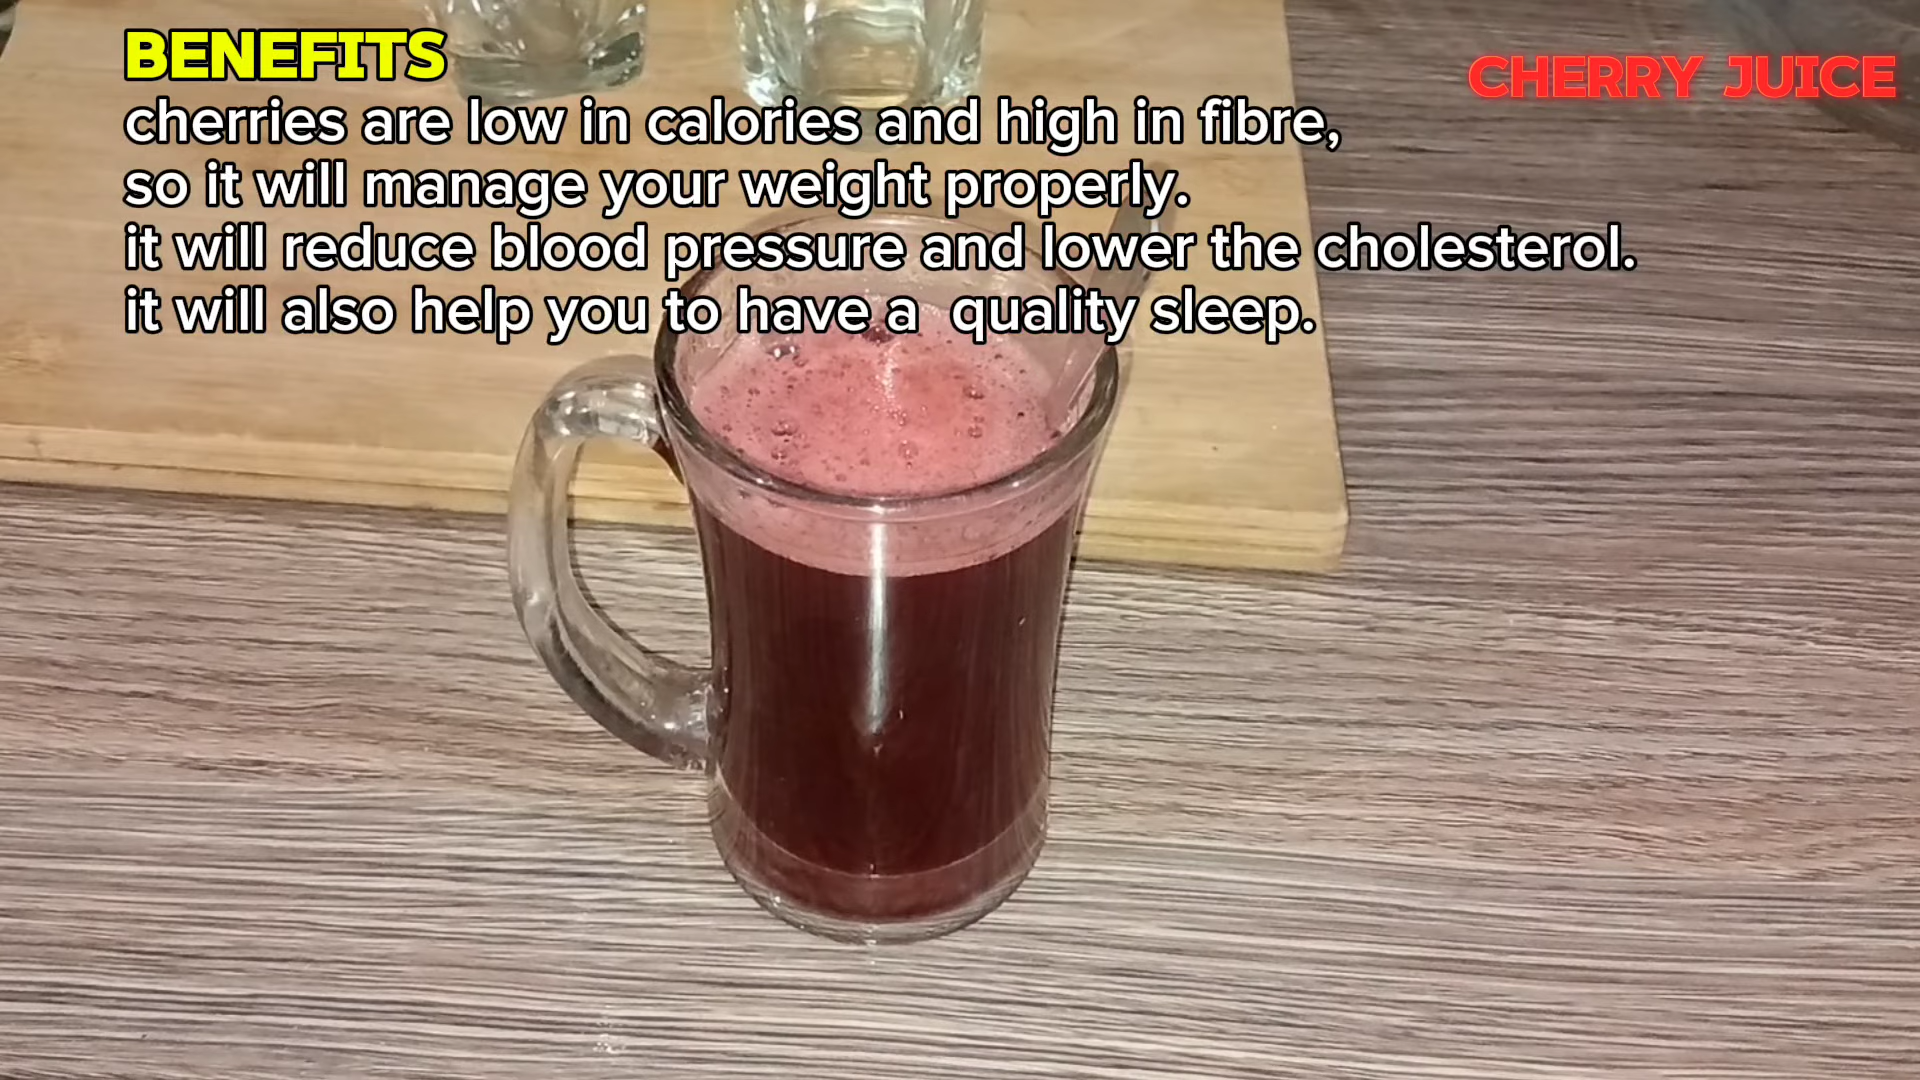 BENEFITS
CHERRY JUICE
cherries are low in calories and high in fibre,
so it will manage your weight properly.
it will reduce blood pressure and lower the cholesterol.
it will also help you to have a  quality sleep.